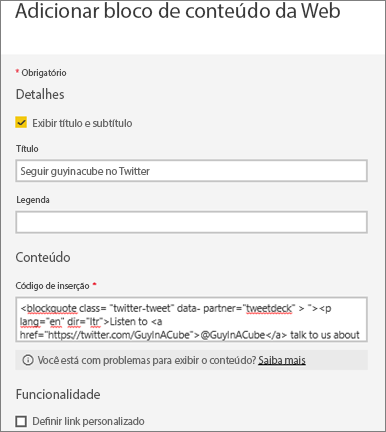 Adicionar bloco de conteúdo da Web
* Obrigatório
Detalhes
Exibir título e subtítulo
Título
Seguir guyinacube no Twitter
Legenda
Conteúdo
Código de inserção *
<blockquote class= "twitter-tweet" data- partner="tweetdeck" > "><p
lang="en" dir="ltr">Listen to <a
href="https://twitter.com/GuyInACube">@GuyInACube</a> talk to us about
Você está com problemas para exibir o conteúdo? Saiba mais
Funcionalidade
Definir link personalizado